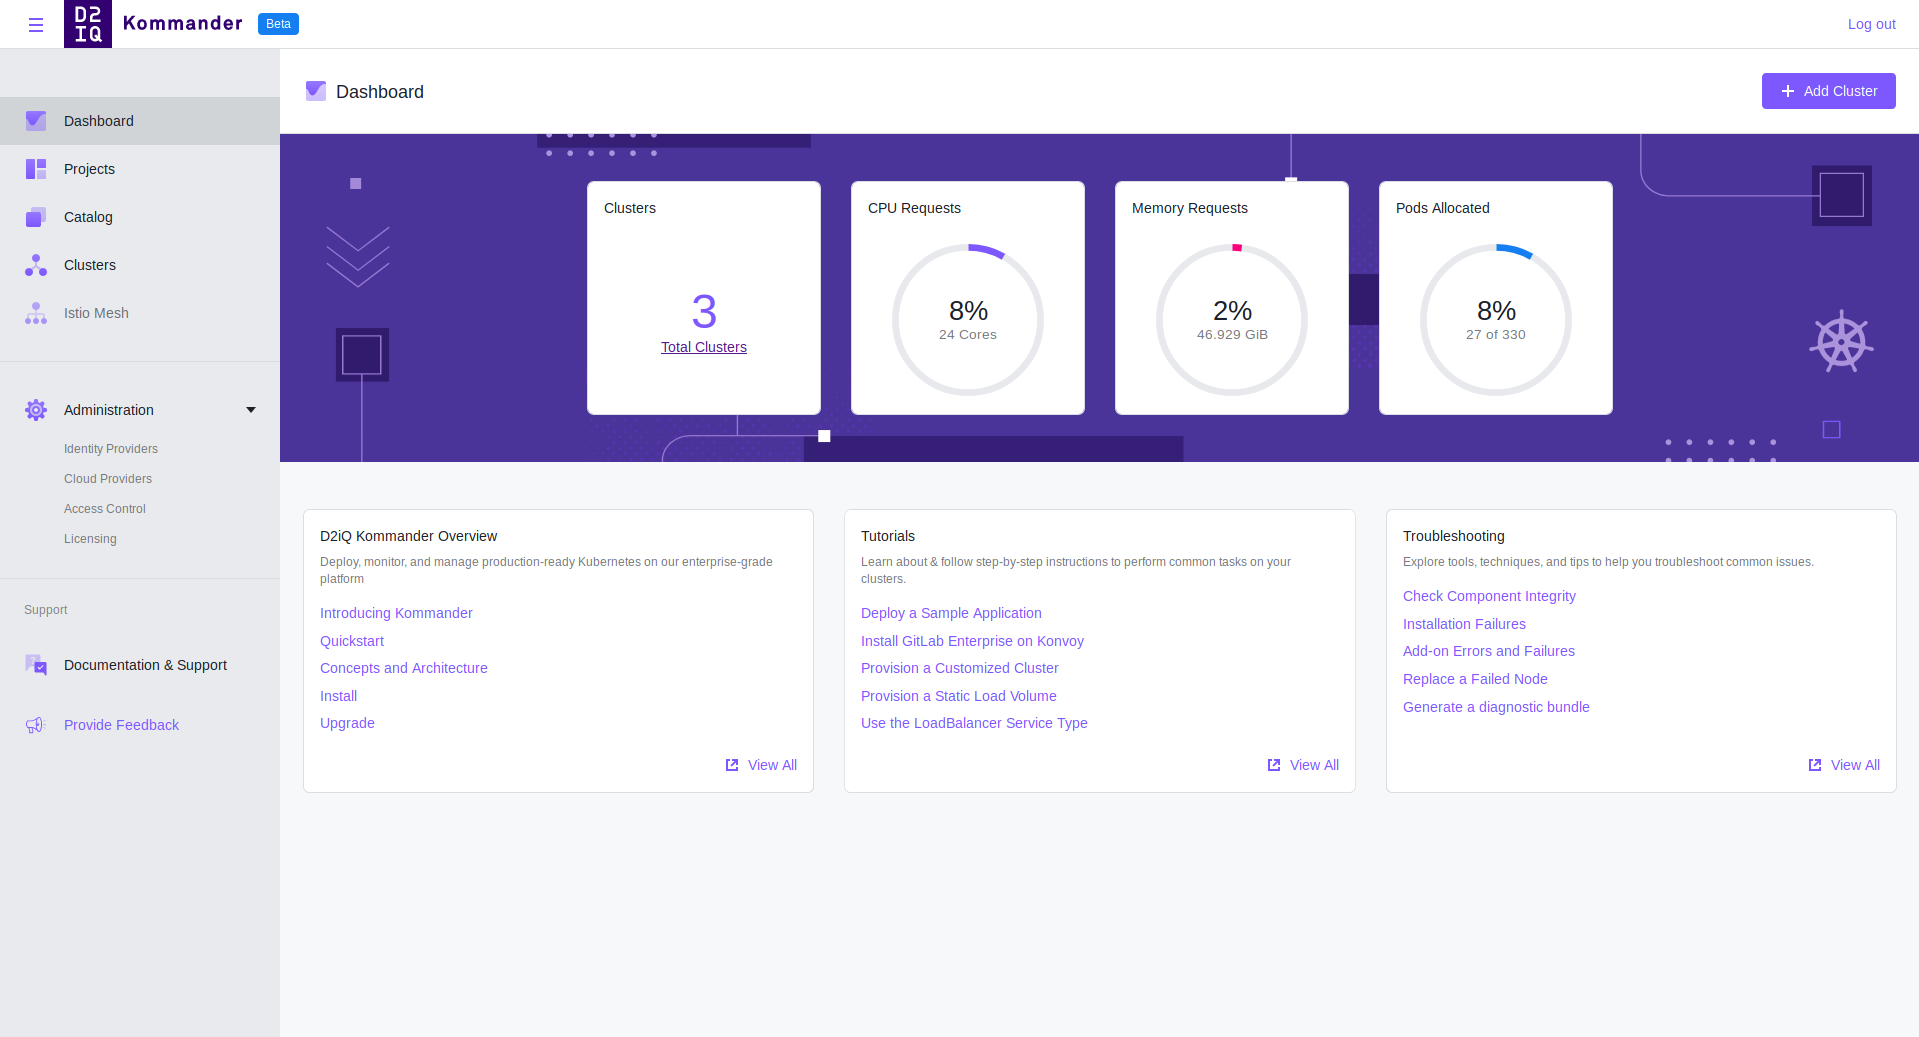 D2
IQ
Kommander
Beta
Log out
Dashboard
Projects
Catalog
Clusters
Istio Mesh
Administration
Identity Providers
Cloud Providers
Access Control
Licensing
Support
Documentation & Support
Provide Feedback
Dashboard
Add Cluster
Clusters
3
Total Clusters
CPU Requests
8%
24 Cores
Memory Requests
2%
46.929 GiB
Pods Allocated
8%
27 of 330
D2iQ Kommander Overview
Deploy, monitor, and manage production-ready Kubernetes on our enterprise-grade
platform
Introducing Kommander
Quickstart
Concepts and Architecture
Install
Upgrade
View All
Tutorials
Learn about & follow step-by-step instructions to perform common tasks on your
clusters.
Deploy a Sample Application
Install GitLab Enterprise on Konvoy
Provision a Customized Cluster
Provision a Static Load Volume
Use the LoadBalancer Service Type
View All
Troubleshooting
Explore tools, techniques, and tips to help you troubleshoot common issues.
Check Component Integrity
Installation Failures
Add-on Errors and Failures
Replace a Failed Node
Generate a diagnostic bundle
View All